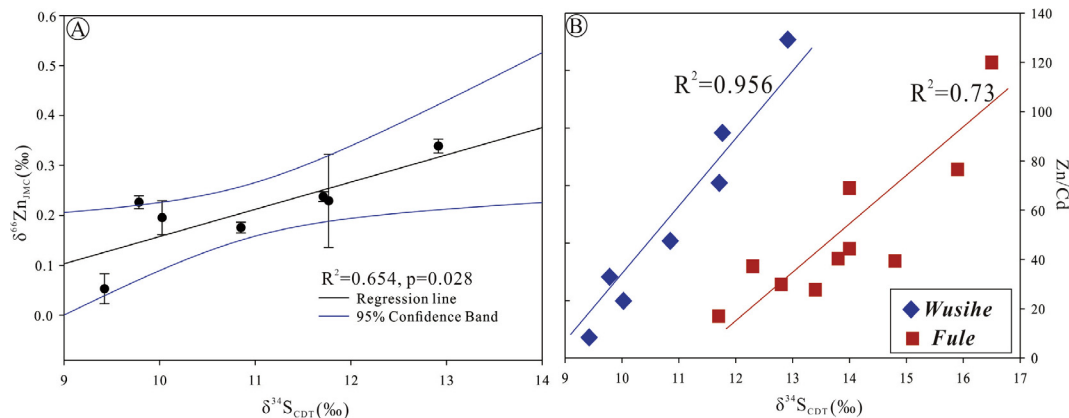 A
0.6
0.5
0.4
0.3
0.2
0.1
0.0
δ⁶⁶Zn_JMC(‰)
R²=0.654, p=0.028
Regression line
95% Confidence Band
9 10 11 12 13 14
δ³⁴S_CDT(‰)
B
R²=0.956
R²=0.73
140
120
100
80
60
40
20
0
Zn/Cd
Wusihe
Fule
9 10 11 12 13 14 15 16 17
δ³⁴S_CDT(‰)